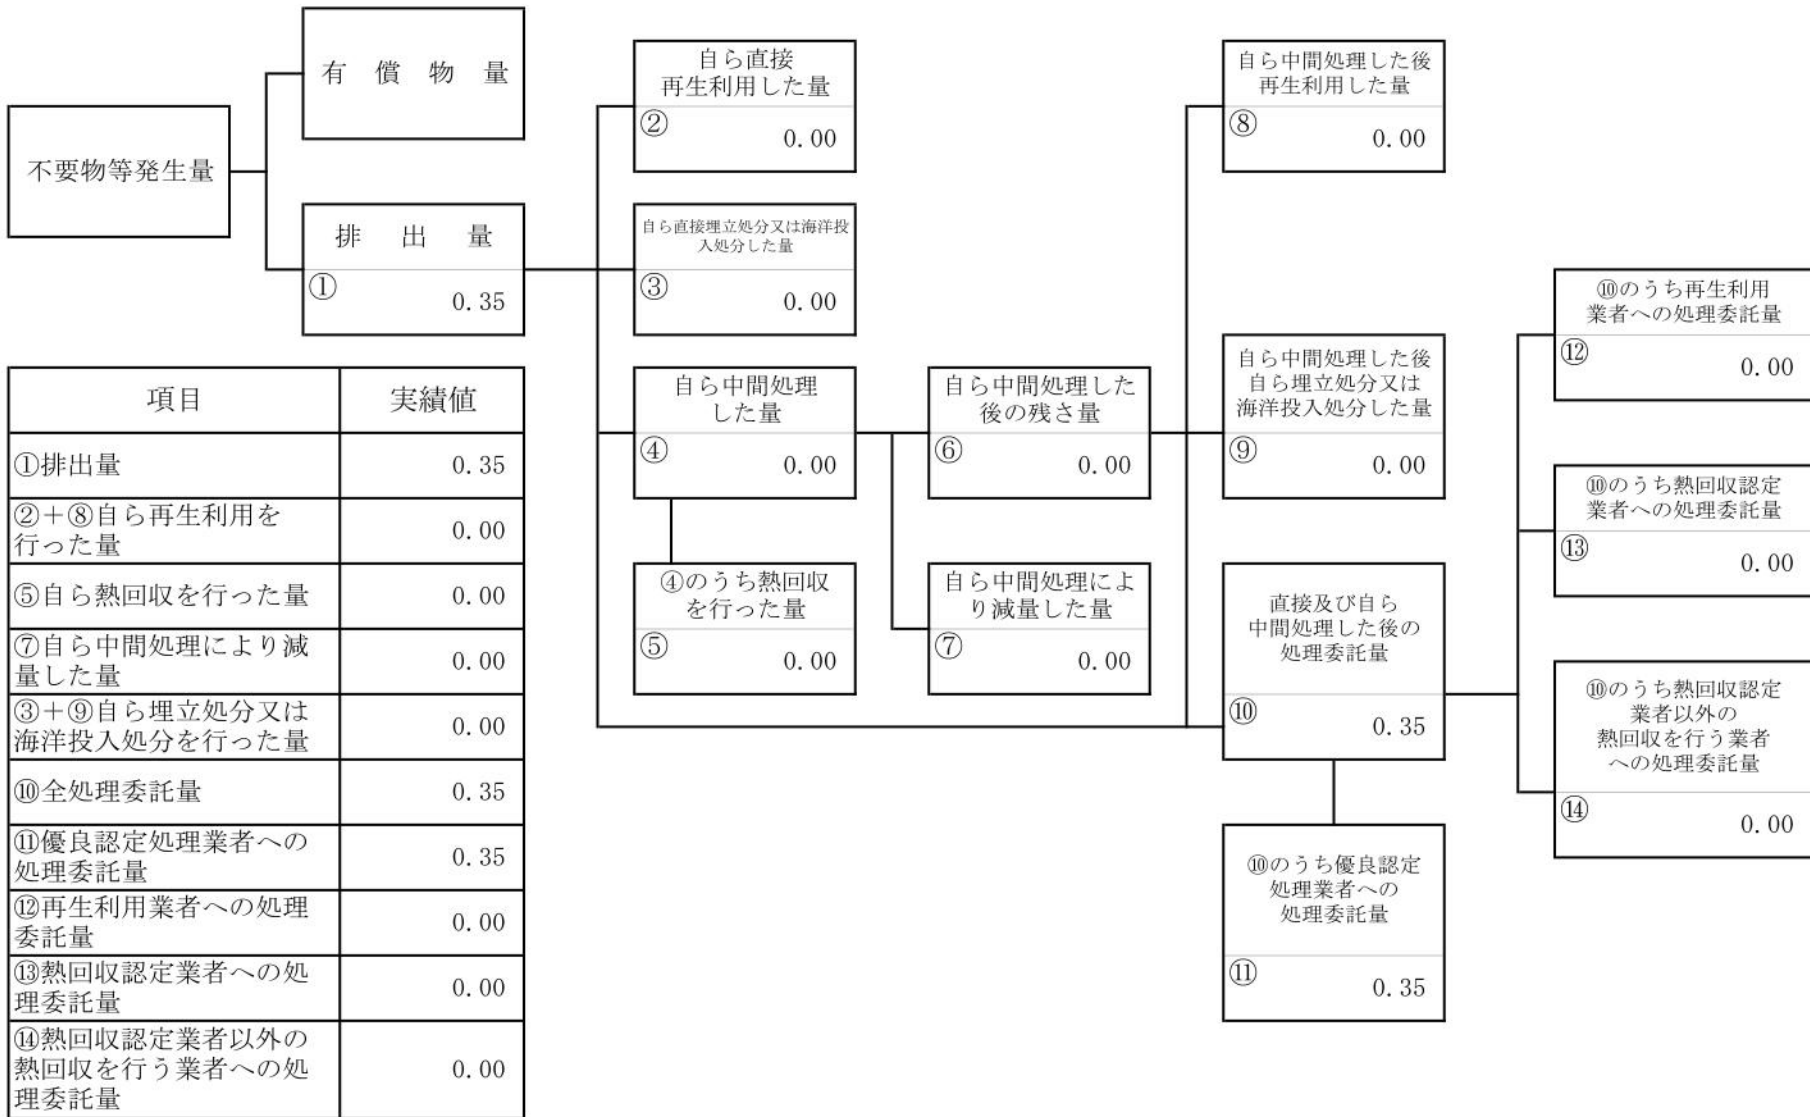 有償物量
不要物等発生量
排出量
①
0.35
自ら直接
再生利用した量
②
0.00
自ら直接埋立処分又は海洋投
入処分した量
③
0.00
自ら中間処理
した量
④
0.00
④のうち熱回収
を行った量
⑤
0.00
自ら中間処理した
後の残さ量
⑥
0.00
自ら中間処理によ
り減量した量
⑦
0.00
自ら中間処理した後
再生利用した量
⑧
0.00
自ら中間処理した後
自ら埋立処分又は
海洋投入処分した量
⑨
0.00
直接及び自ら
中間処理した後の
処理委託量
⑩
0.35
⑩のうち優良認定
処理業者への
処理委託量
⑪
0.35
⑩のうち再生利用
業者への処理委託量
⑫
0.00
⑩のうち熱回収認定
業者への処理委託量
⑬
0.00
⑩のうち熱回収認定
業者以外の
熱回収を行う業者
への処理委託量
⑭
0.00
項目 実績値
①排出量 0.35
②+⑧自ら再生利用を
行った量 0.00
⑤自ら熱回収を行った量 0.00
⑦自ら中間処理により減
量した量 0.00
③+⑨自ら埋立処分又は
海洋投入処分を行った量 0.00
⑩全処理委託量 0.35
⑪優良認定処理業者への
処理委託量 0.35
⑫再生利用業者への処理
委託量 0.00
⑬熱回収認定業者への処
理委託量 0.00
⑭熱回収認定業者以外の
熱回収を行う業者への処
理委託量 0.00